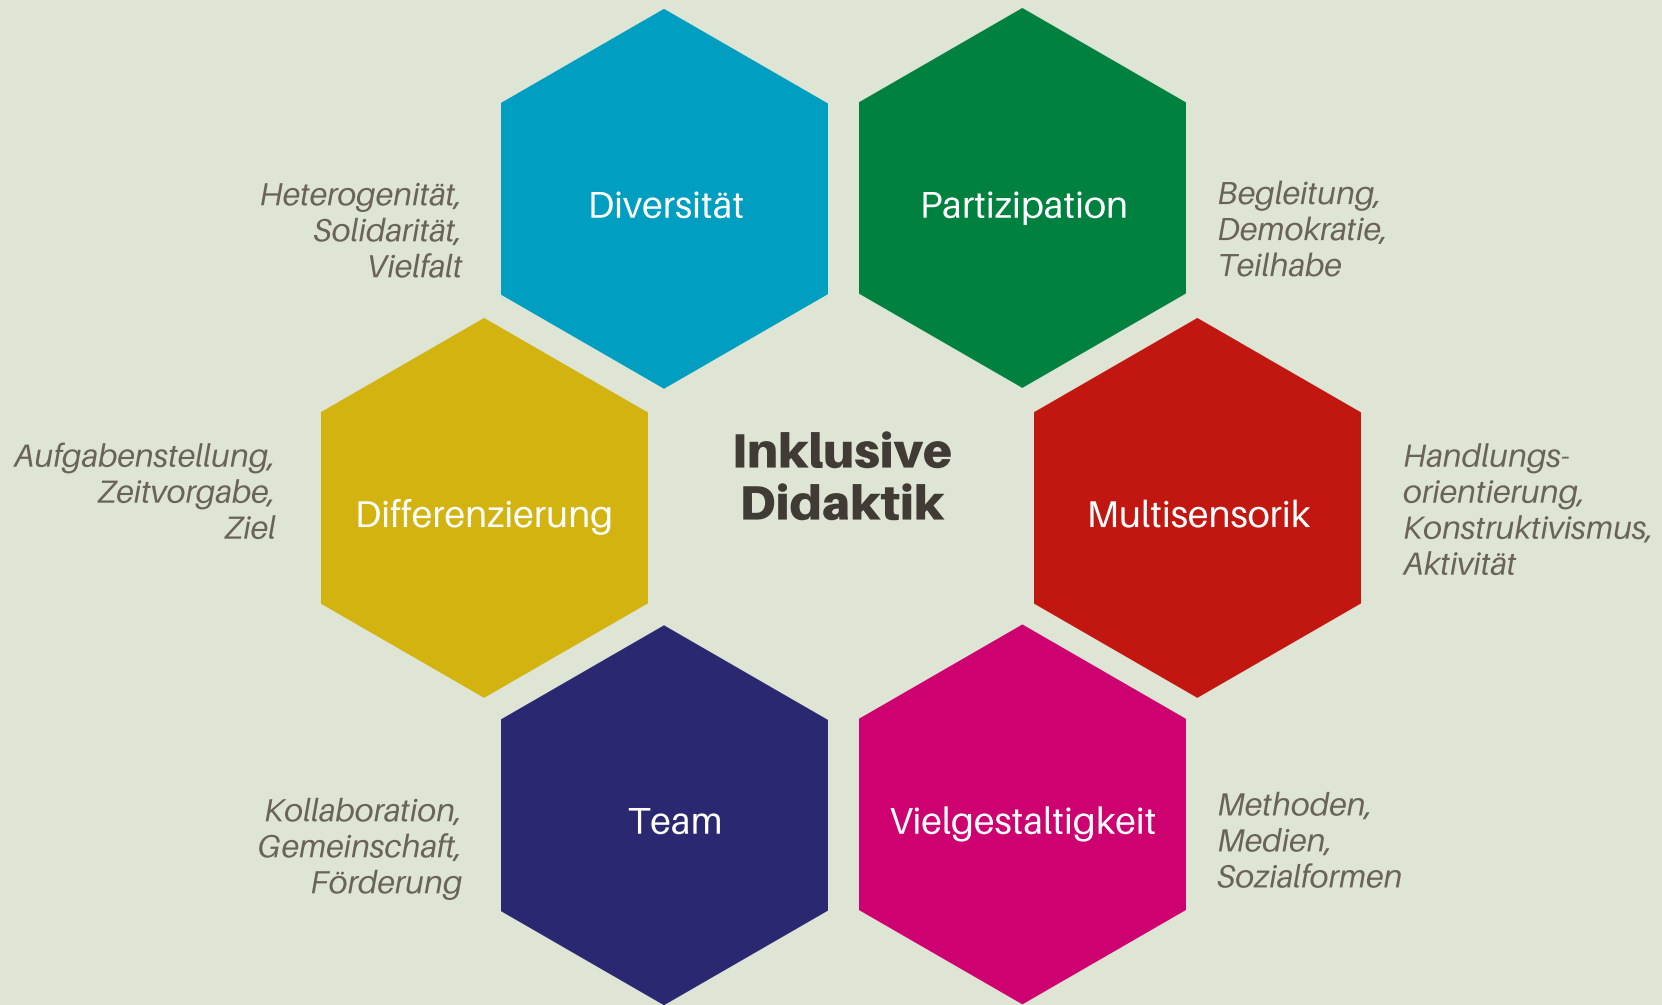 Diversität
Heterogenität,
Solidarität,
Vielfalt
Partizipation
Begleitung,
Demokratie,
Teilhabe
Differenzierung
Aufgabenstellung,
Zeitvorgabe,
Ziel
Inklusive
Didaktik
Multisensorik
Handlungs-
orientierung,
Konstruktivismus,
Aktivität
Team
Kollaboration,
Gemeinschaft,
Förderung
Vielgestaltigkeit
Methoden,
Medien,
Sozialformen